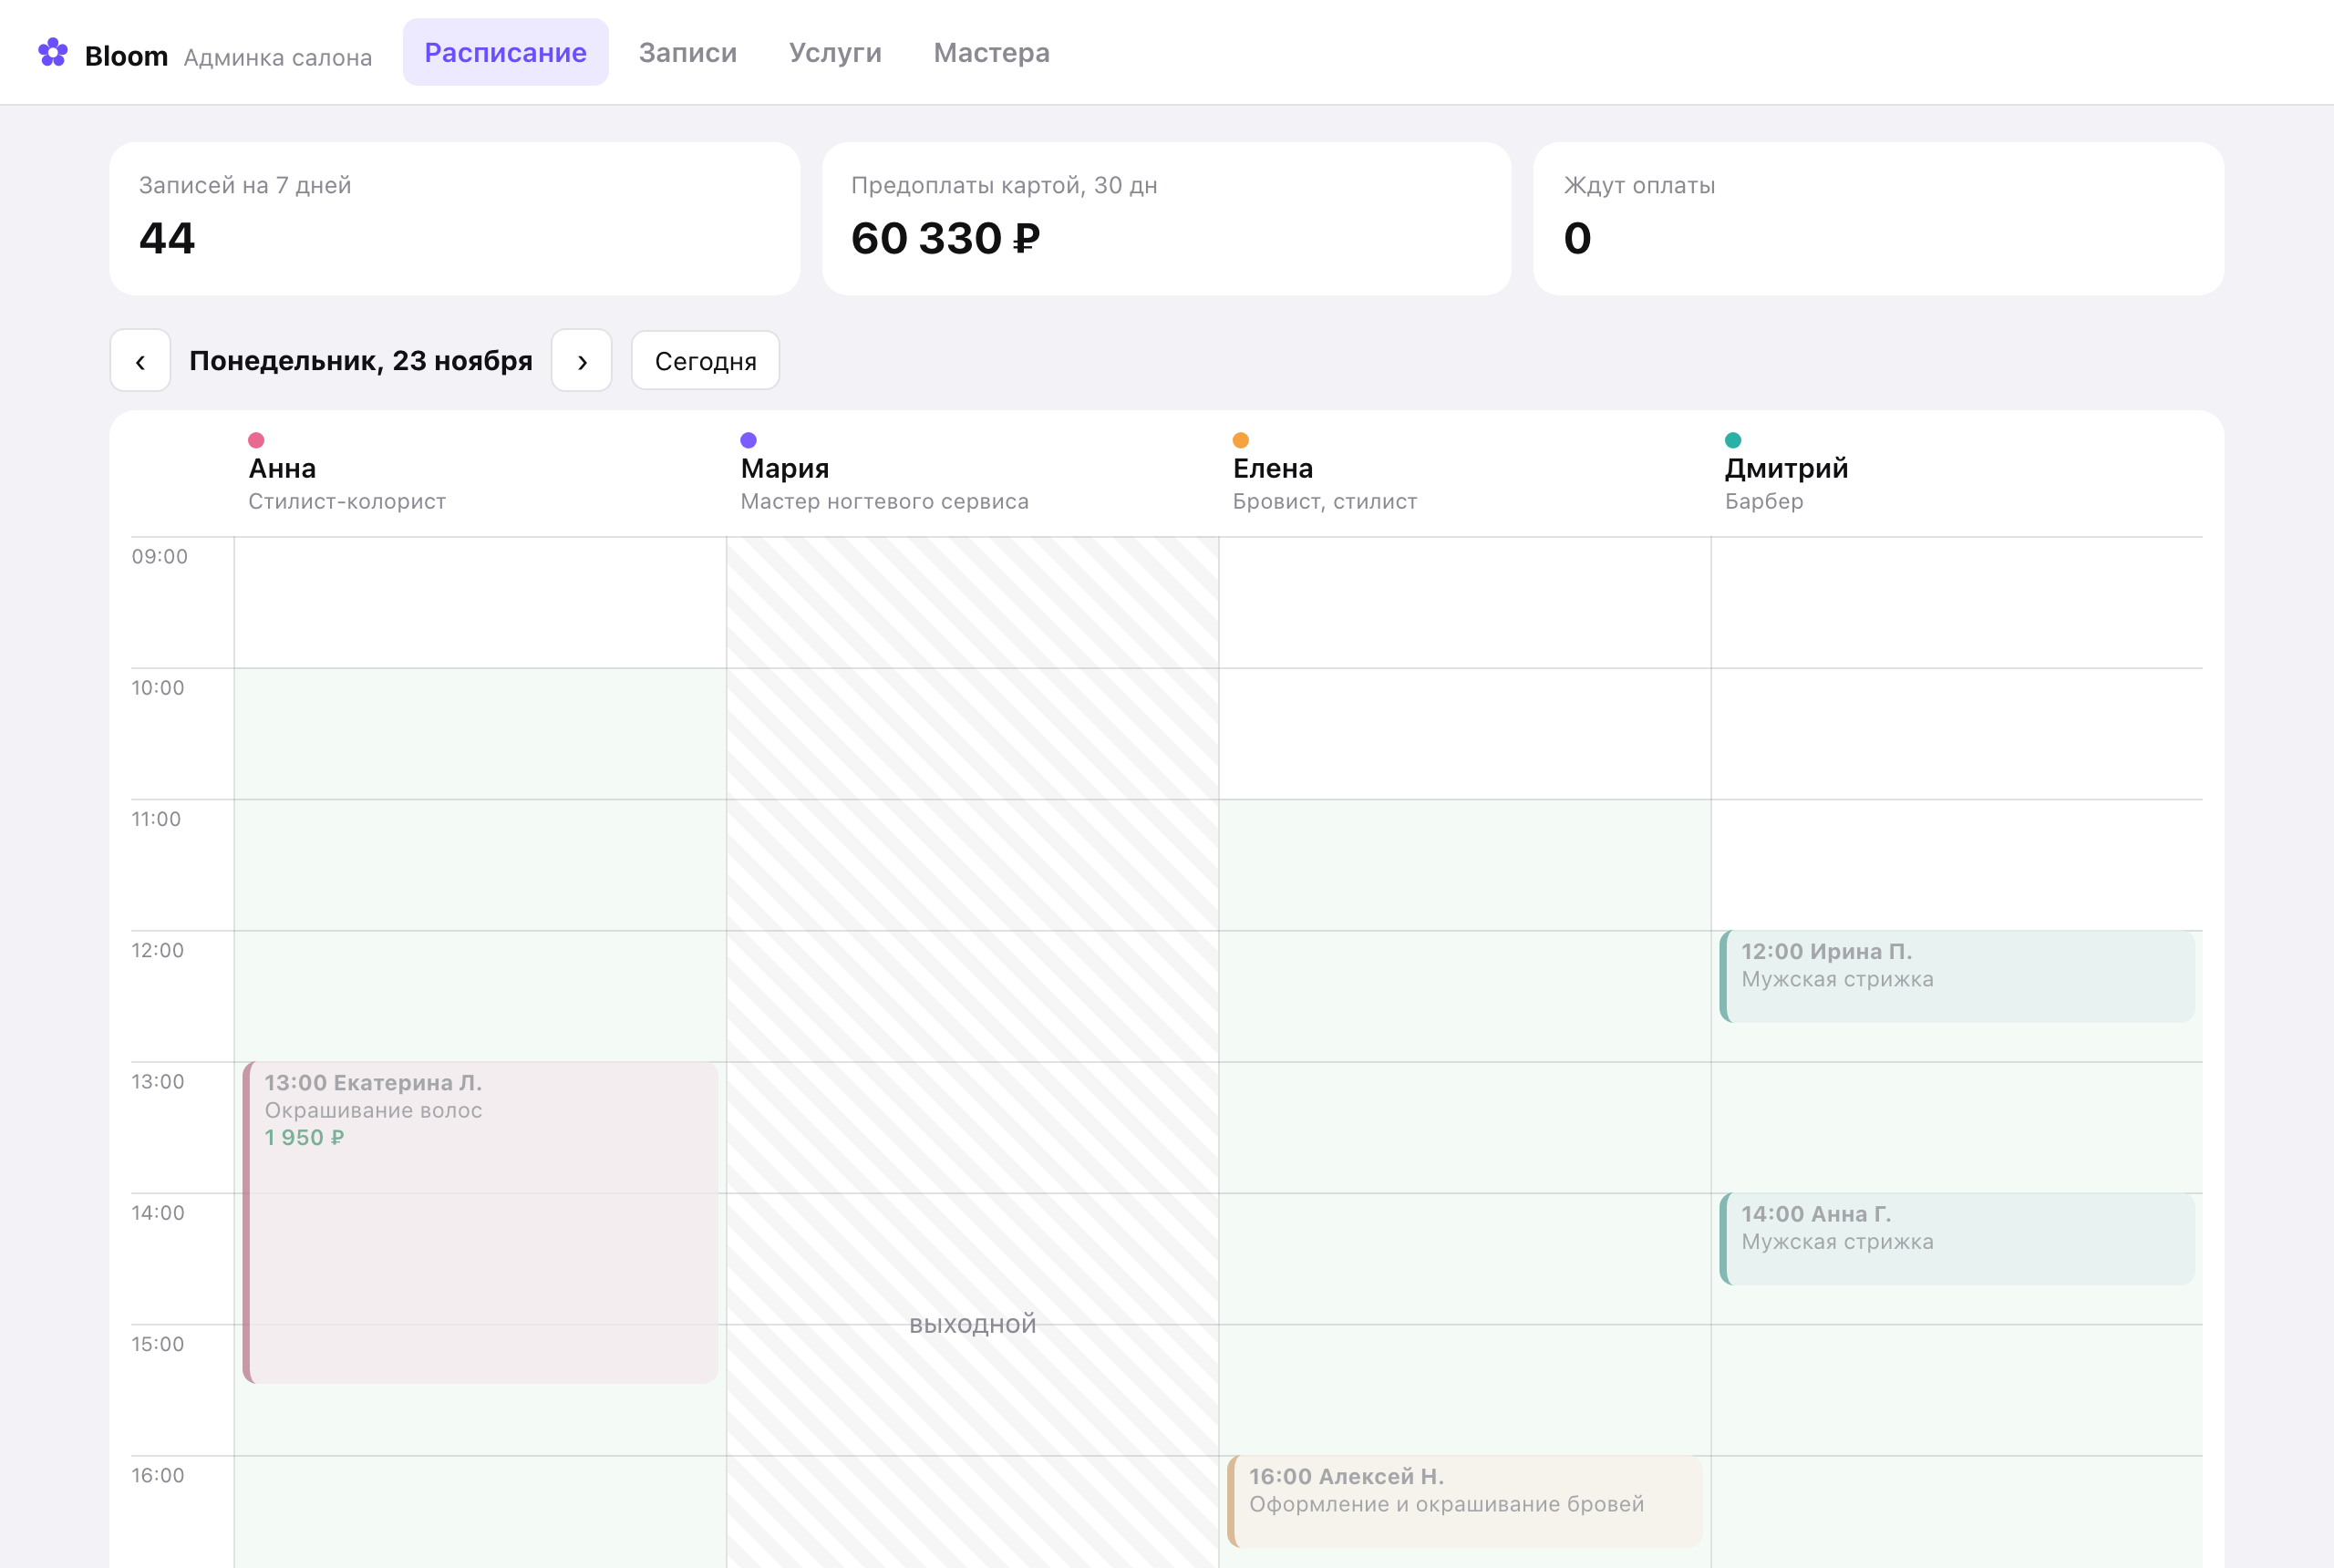 Bloom Админка салона Расписание Записи Услуги Мастера
Записей на 7 дней
44
Предоплаты картой, 30 дн
60 330 ₽
Ждут оплаты
0
‹ Понедельник, 23 ноября › Сегодня
Анна
Стилист-колорист
Мария
Мастер ногтевого сервиса
Елена
Бровист, стилист
Дмитрий
Барбер
09:00
10:00
11:00
12:00
12:00 Ирина П.
Мужская стрижка
13:00
13:00 Екатерина Л.
Окрашивание волос
1 950 ₽
14:00
14:00 Анна Г.
Мужская стрижка
выходной
15:00
16:00
16:00 Алексей Н.
Оформление и окрашивание бровей